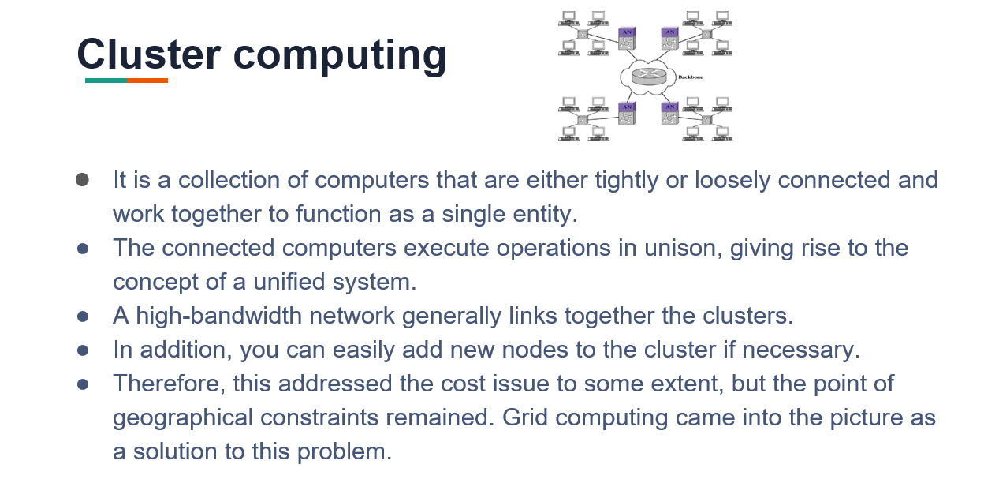 Cluster computing
AN
AN
Backbone
AN
AN
● It is a collection of computers that are either tightly or loosely connected and
work together to function as a single entity.
● The connected computers execute operations in unison, giving rise to the
concept of a unified system.
● A high-bandwidth network generally links together the clusters.
● In addition, you can easily add new nodes to the cluster if necessary.
● Therefore, this addressed the cost issue to some extent, but the point of
geographical constraints remained. Grid computing came into the picture as
a solution to this problem.